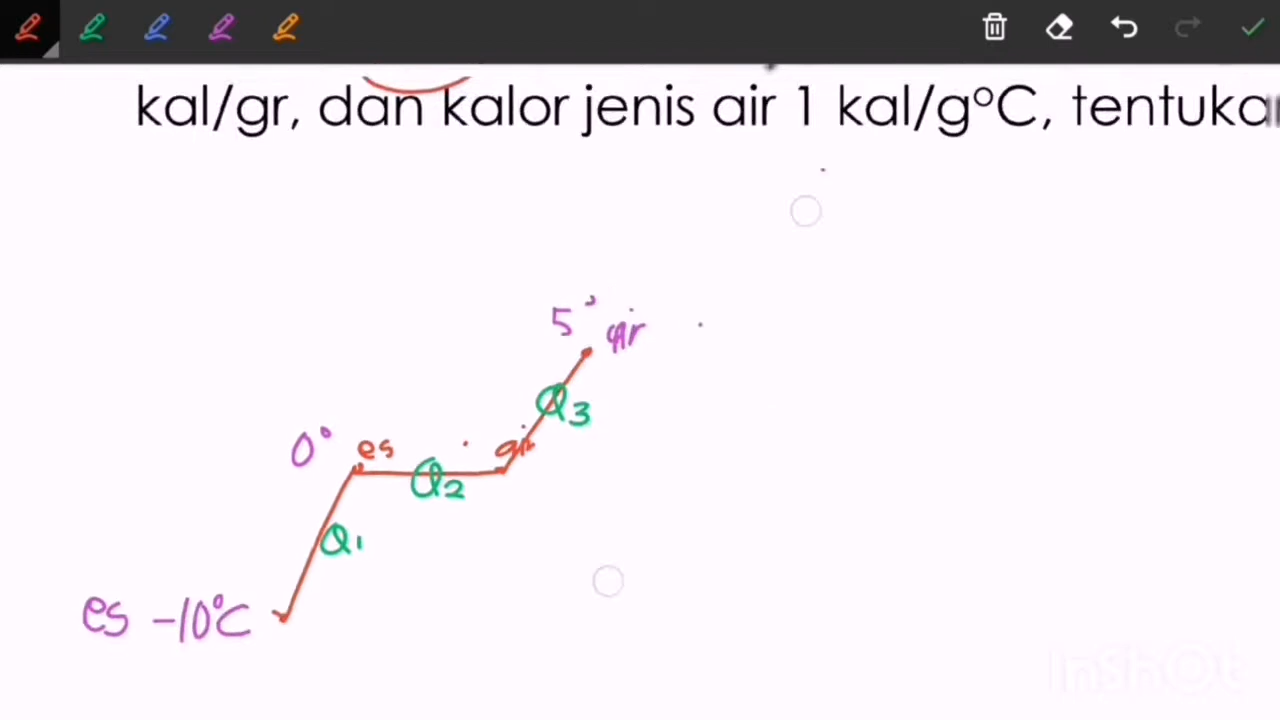 kal/gr, dan kalor jenis air 1 kal/g°C, tentuka
5° air
0° es air
Q3
Q2
Q1
es -10°C
InShOt